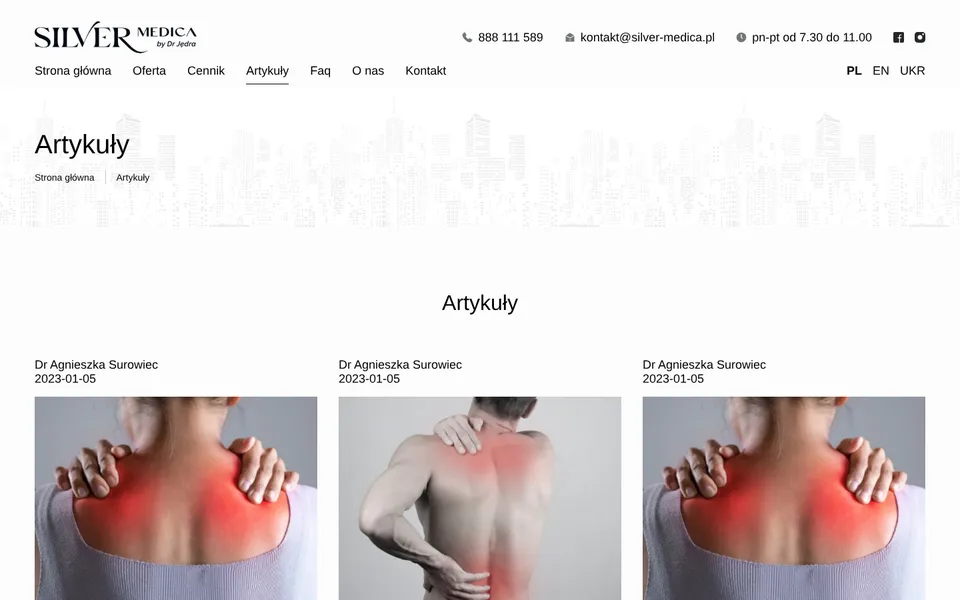 SILVER MEDICA
by Dr Jędra
888 111 589
kontakt@silver-medica.pl
pn-pt od 7.30 do 11.00
Strona główna
Oferta
Cennik
Artykuły
Faq
O nas
Kontakt
PL
EN
UKR
Artykuły
Strona główna
Artykuły
Artykuły
Dr Agnieszka Surowiec
2023-01-05
Dr Agnieszka Surowiec
2023-01-05
Dr Agnieszka Surowiec
2023-01-05